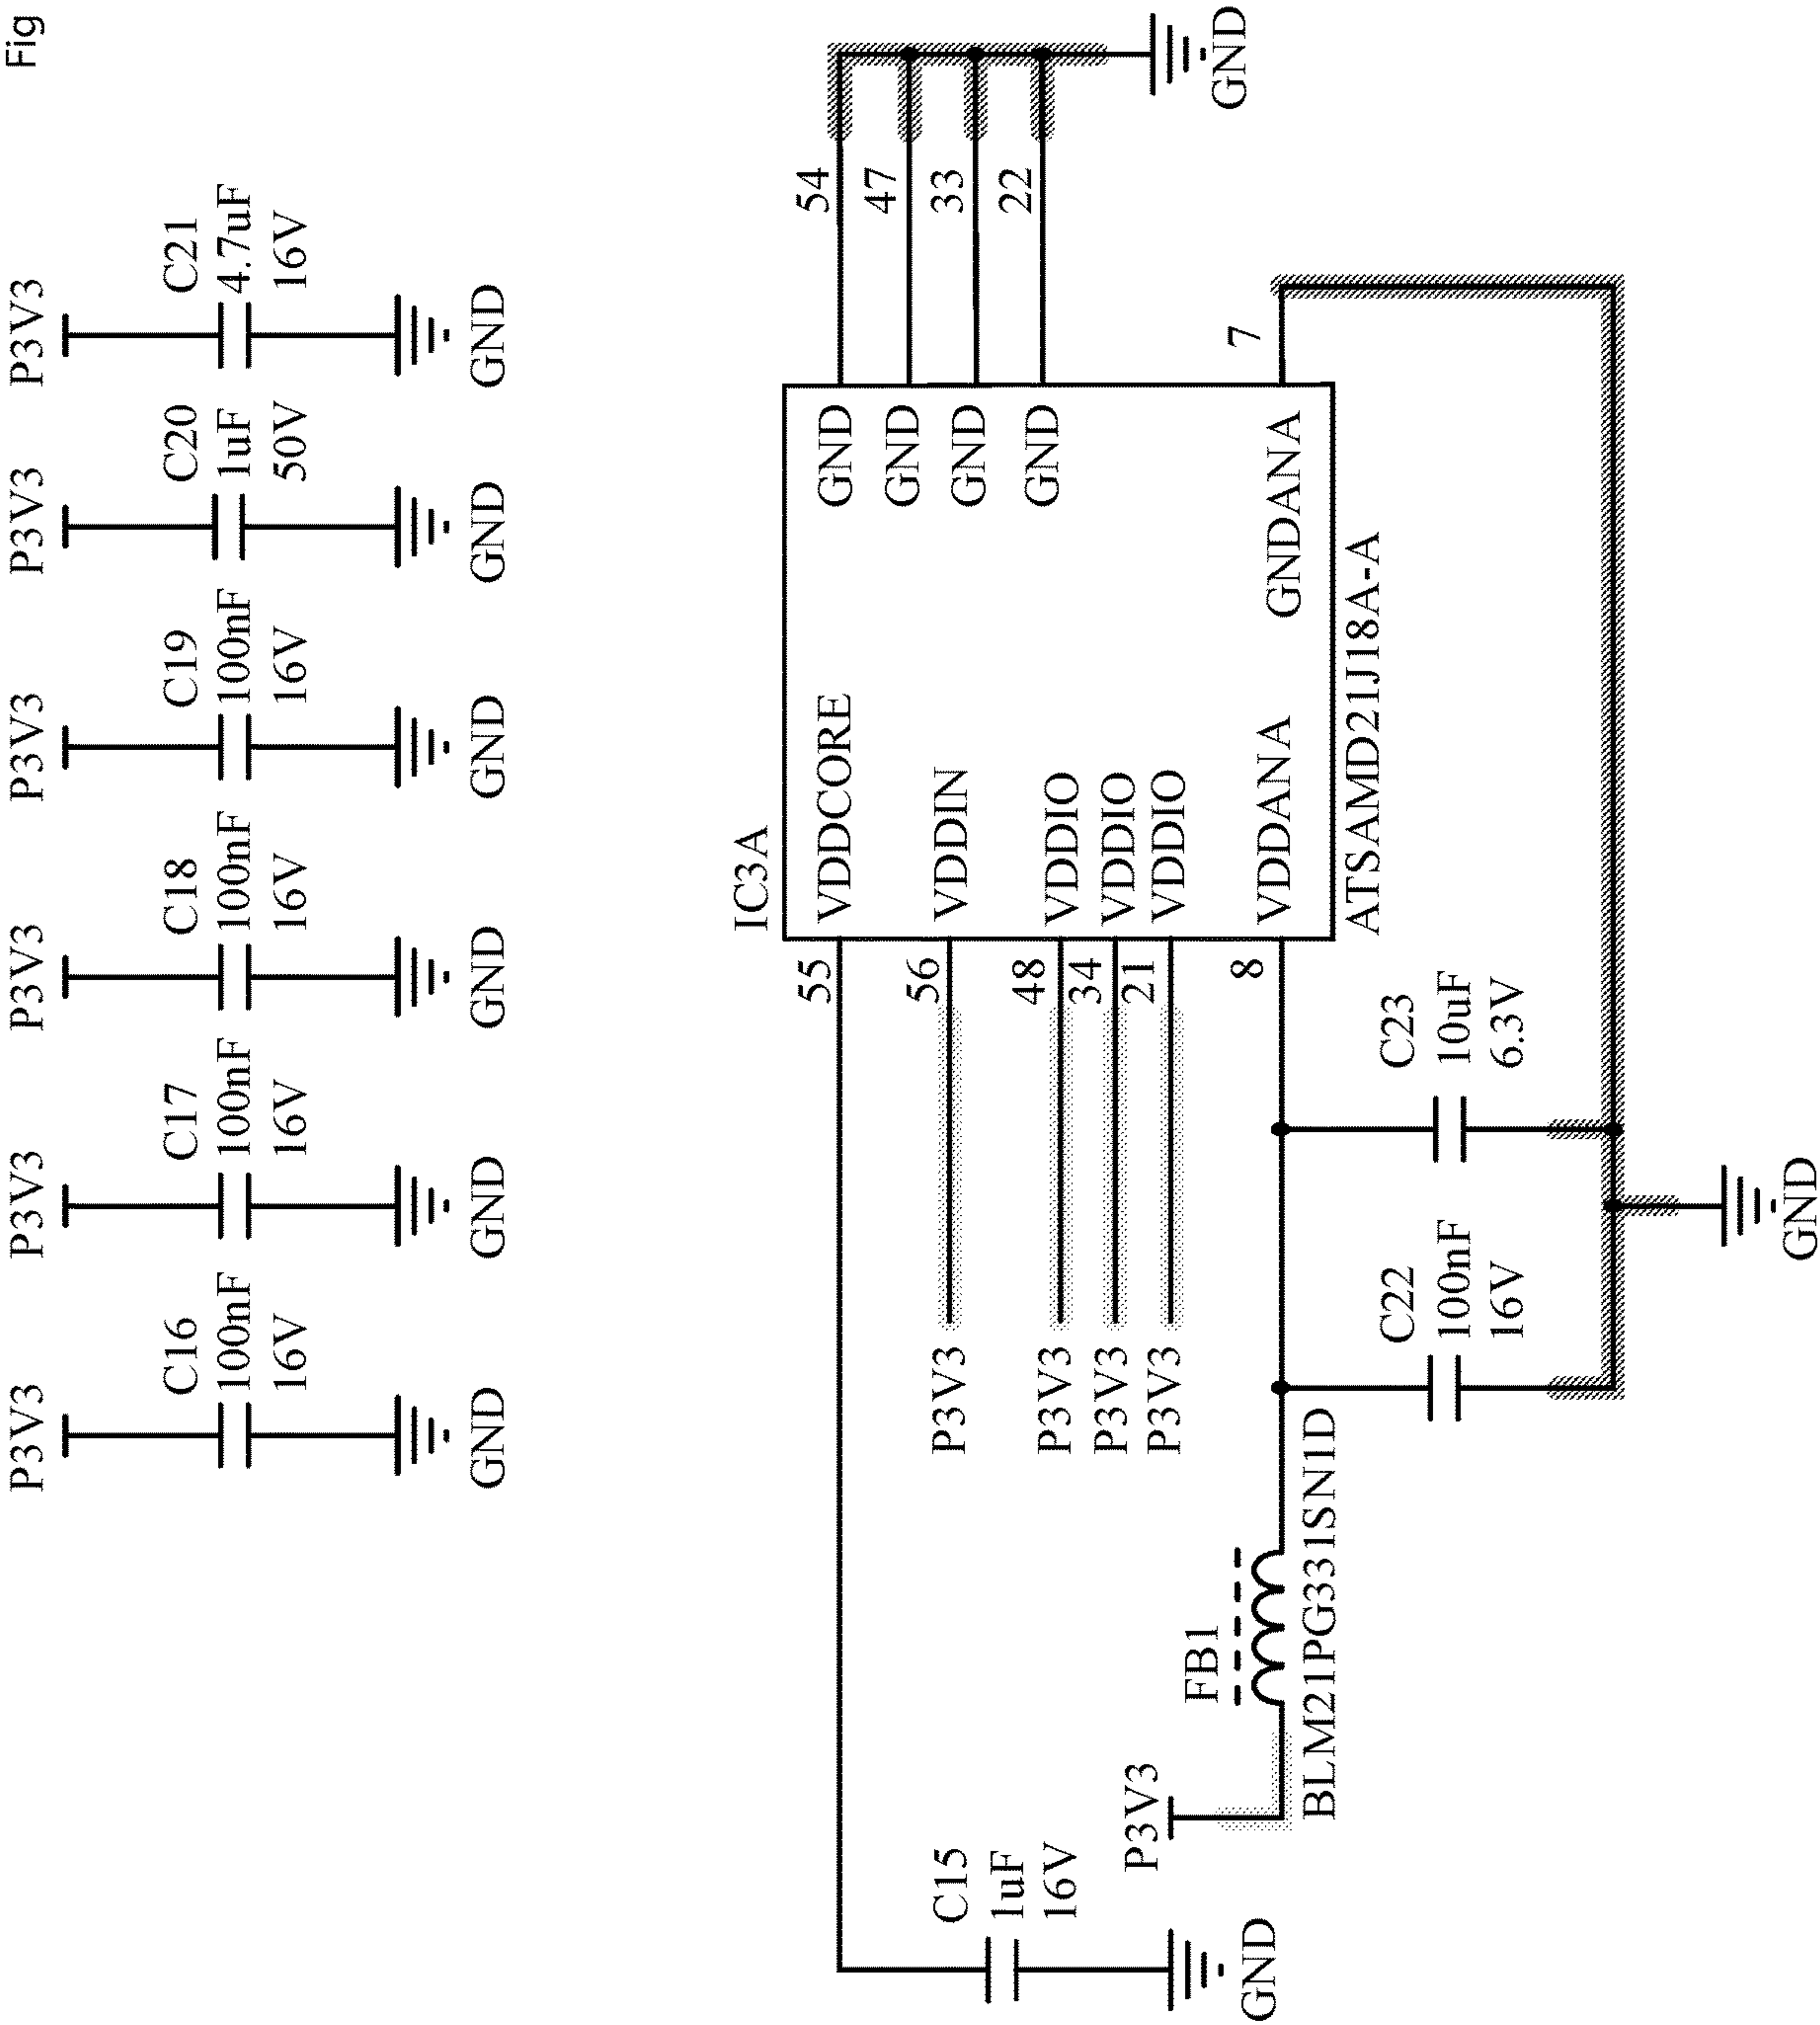 Fig
P3V3
C16
100nF
16V
GND
P3V3
C17
100nF
16V
GND
P3V3
C18
100nF
16V
GND
P3V3
C19
100nF
16V
GND
P3V3
C20
1uF
50V
GND
P3V3
C21
4.7uF
16V
GND
IC3A
55
VDDCORE
56
VDDIN
48
VDDIO
34
VDDIO
21
VDDIO
8
VDDANA
GND
54
GND
47
GND
33
GND
22
GNDANA
7
ATSAMD21J18A-A
GND
P3V3
P3V3
P3V3
P3V3
C15
1uF
16V
GND
P3V3
FB1
BLM21PG331SN1D
C22
100nF
16V
C23
10uF
6.3V
GND